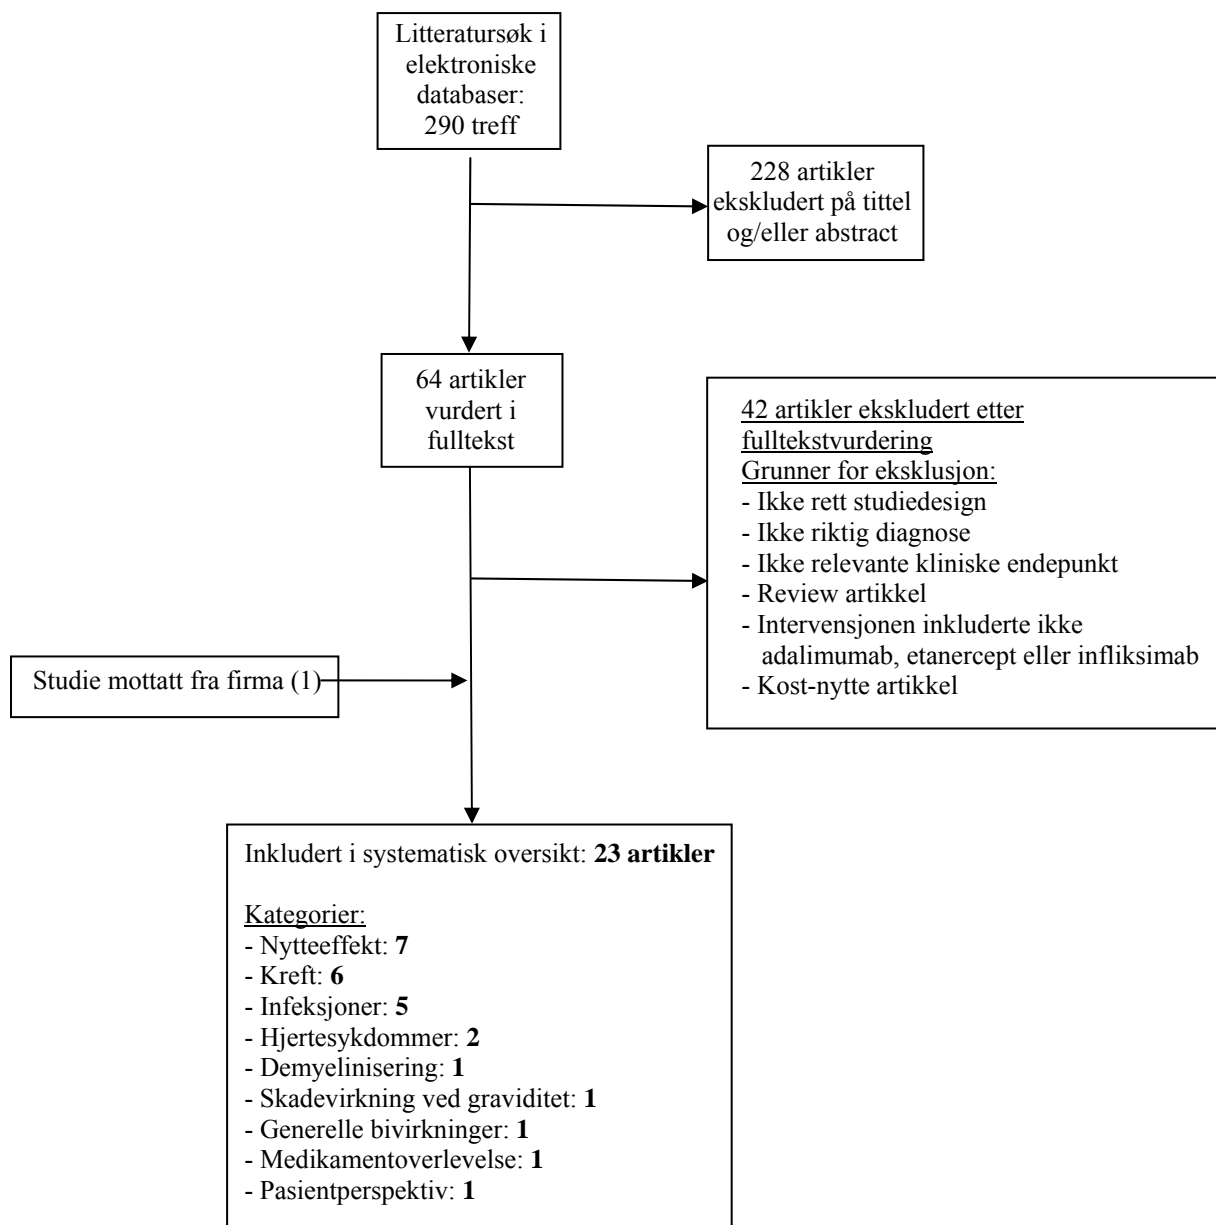 Litteratursøk i
elektroniske
databaser:
290 treff
228 artikler
ekskludert på tittel
og/eller abstract
64 artikler
vurdert i
fulltekst
42 artikler ekskludert etter
fulltekstvurdering
Grunner for eksklusjon:
- Ikke rett studiedesign
- Ikke riktig diagnose
- Ikke relevante kliniske endepunkt
- Review artikkel
- Intervensjonen inkluderte ikke
adalimumab, etanercept eller infliksimab
- Kost-nytte artikkel
Studie mottatt fra firma (1)
Inkludert i systematisk oversikt: 23 artikler
Kategorier:
- Nytteeffekt: 7
- Kreft: 6
- Infeksjoner: 5
- Hjertesykdommer: 2
- Demyelinisering: 1
- Skadevirkning ved graviditet: 1
- Generelle bivirkninger: 1
- Medikamentoverlevelse: 1
- Pasientperspektiv: 1